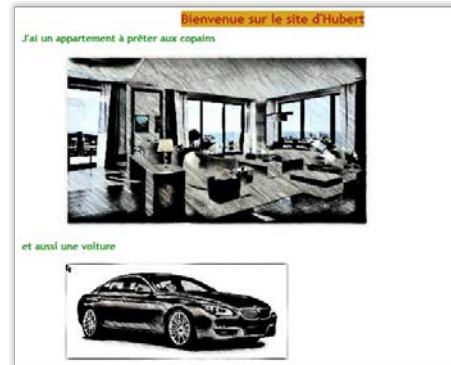 Bienvenue sur le site d'Hubert
J'ai un appartement à prêter aux copains
et aussi une voiture